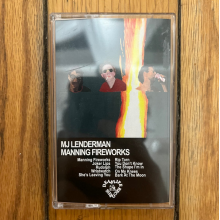 MJ LENDERMAN
MANNING FIREWORKS
Manning Fireworks
Joker Lips
Rudolph
Wristwatch
She's Leaving You
Rip Torn
You Don't Know
The Shape I'm In
On My Knees
Bark At The Moon